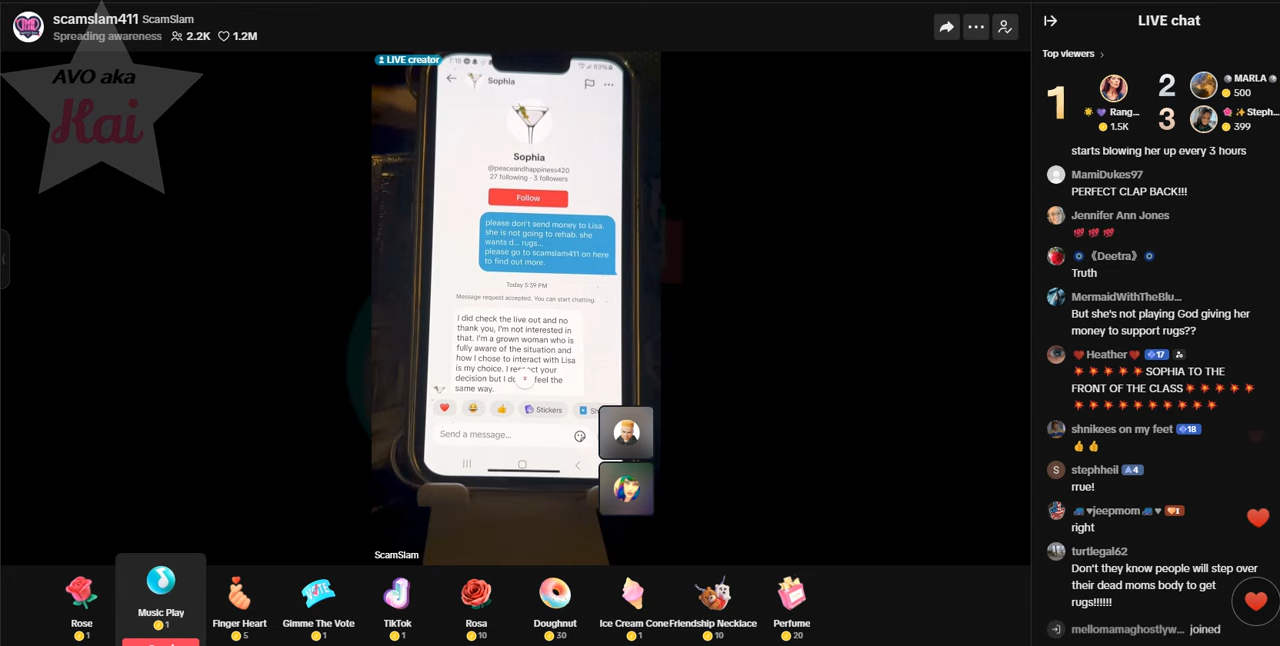 scamslam411 ScamSlam
Spreading awareness 2.2K 1.2M
AVO aka
Kai
LIVE creator
7:19 69%
Sophia
Sophia
@peaceandhappiness420
27 following · 3 followers
Follow
please don't send money to Lisa.
she is not going to rehab. she
wants d... rugs...
please go to scamslam411 on here
to find out more.
Today 5:59 PM
Message request accepted. You can start chatting.
I did check the live out and no
thank you, I'm not interested in
that. I'm a grown woman who is
fully aware of the situation and
how I chose to interact with Lisa
is my choice. I your
decision but I feel the
same way.
Stickers
Send a message...
ScamSlam
Rose
1
Music Play
1
Finger Heart
5
Gimme The Vote
1
TikTok
1
Rosa
10
Doughnut
30
Ice Cream Cone
1
Friendship Necklace
10
Perfume
20
LIVE chat
Top viewers
1
Rang...
1.5K
2
MARLA
500
3
Steph...
399
starts blowing her up every 3 hours
MamiDukes97
PERFECT CLAP BACK!!!
Jennifer Ann Jones
💯 💯 💯
《Deetra》
Truth
MermaidWithTheBlu...
But she's not playing God giving her
money to support rugs??
Heather 17
SOPHIA TO THE
FRONT OF THE CLASS
shnikees on my feet 18
👍 👍
S
stephheil 4
rrue!
♥jeepmom ♥ I
right
turtlegal62
Don't they know people will step over
their dead moms body to get
rugs!!!!!!
mellomamaghostlyw... joined